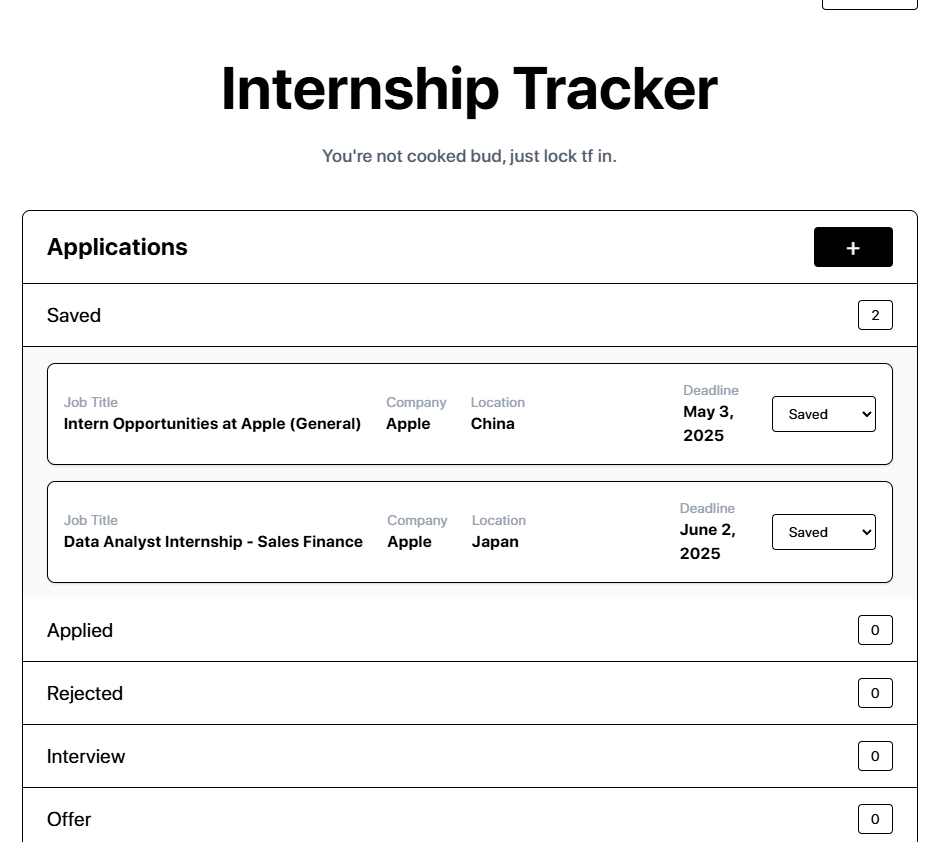 Internship Tracker
You're not cooked bud, just lock tf in.
Applications
+
Saved
2
Job Title
Intern Opportunities at Apple (General)
Company
Apple
Location
China
Deadline
May 3,
2025
Saved
Job Title
Data Analyst Internship - Sales Finance
Company
Apple
Location
Japan
Deadline
June 2,
2025
Saved
Applied
0
Rejected
0
Interview
0
Offer
0